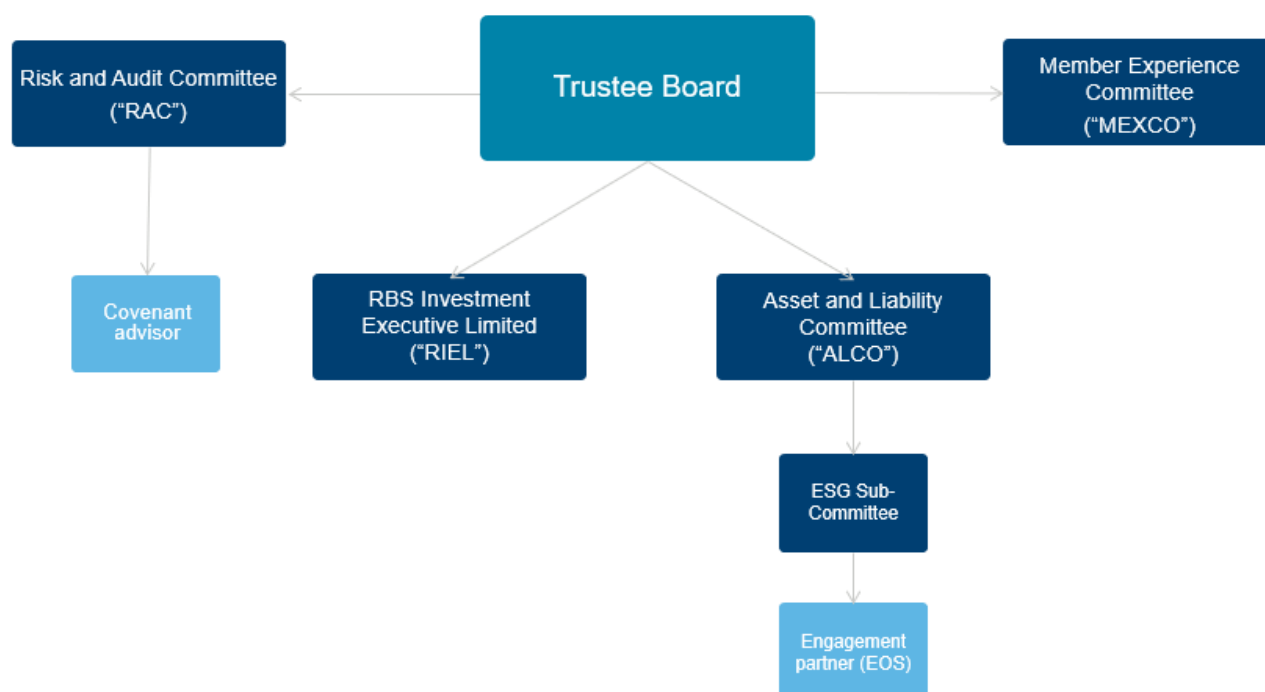 Trustee Board
Risk and Audit Committee
(“RAC”)
Member Experience
Committee
(“MEXCO”)
Covenant
advisor
RBS Investment
Executive Limited
(“RIEL”)
Asset and Liability
Committee
(“ALCO”)
ESG Sub-
Committee
Engagement
partner (EOS)